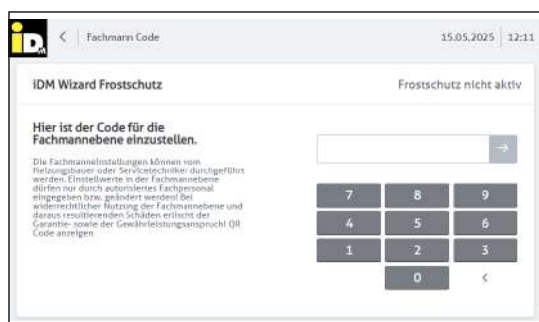 iDM
Fachmann Code
15.05.2025 12:11
iDM Wizard Frostschutz
Frostschutz nicht aktiv
Hier ist der Code für die
Fachmannebene einzustellen.
Die Fachmanneinstellungen können vom
Heizungsbauer oder Servicetechniker durchgeführt
werden. Einstellwerte in der Fachmannebene
dürfen nur durch autorisiertes Fachpersonal
eingegeben bzw. geändert werden! Bei
widerrechtlicher Nutzung der Fachmannebene und
daraus resultierenden Schäden erlischt der
Garantie- sowie der Gewährleistungsanspruch! QR
Code anzeigen
7 8 9
4 5 6
1 2 3
0